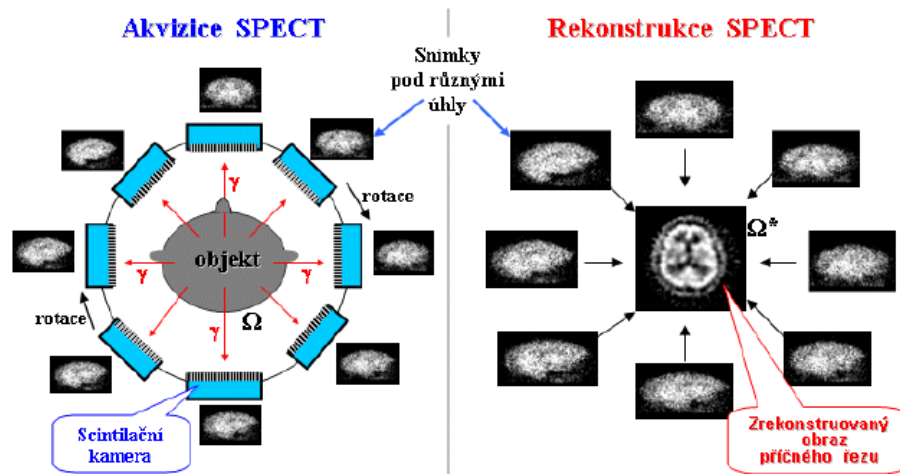 Akvizice SPECT
Rekonstrukce SPECT
Snímky
pod různými
úhly
γ
rotace
γ
objekt
γ
rotace
γ
Ω
Scintilační
kamera
Ω*
Zrekonstruovaný
obraz
příčného řezu